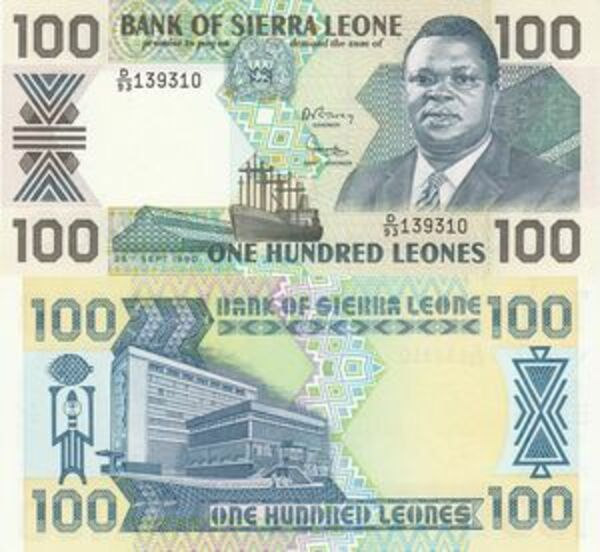 100 BANK OF SIERRA LEONE 100
promise to pay on demand the sum of
D/93 139310
GOVERNOR
D/93 139310
100 26TH SEPT 1990 ONE HUNDRED LEONES 100
100 BANK OF SIERRA LEONE 100
100 ONE HUNDRED LEONES 100